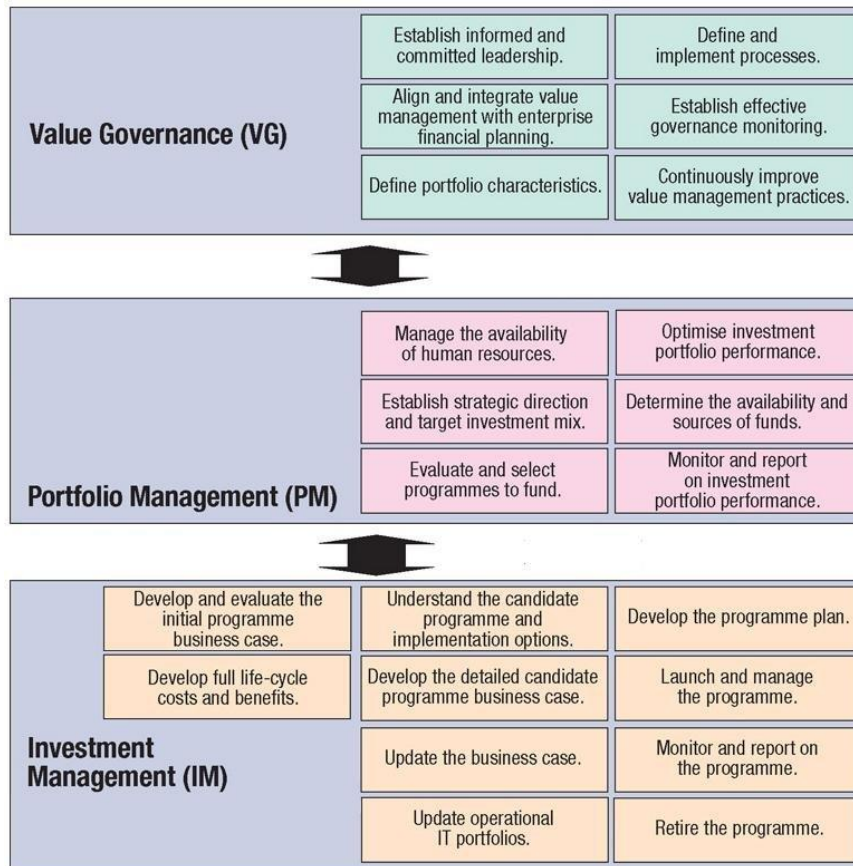 Establish informed and
committed leadership.
Define and
implement processes.
Value Governance (VG)
Align and integrate value
management with enterprise
financial planning.
Establish effective
governance monitoring.
Define portfolio characteristics.
Continuously improve
value management practices.
Manage the availability
of human resources.
Optimise investment
portfolio performance.
Establish strategic direction
and target investment mix.
Determine the availability and
sources of funds.
Portfolio Management (PM)
Evaluate and select
programmes to fund.
Monitor and report
on investment
portfolio performance.
Develop and evaluate the
initial programme
business case.
Understand the candidate
programme and
implementation options.
Develop the programme plan.
Develop full life-cycle
costs and benefits.
Develop the detailed candidate
programme business case.
Launch and manage
the programme.
Investment
Management (IM)
Update the business case.
Monitor and report on
the programme.
Update operational
IT portfolios.
Retire the programme.